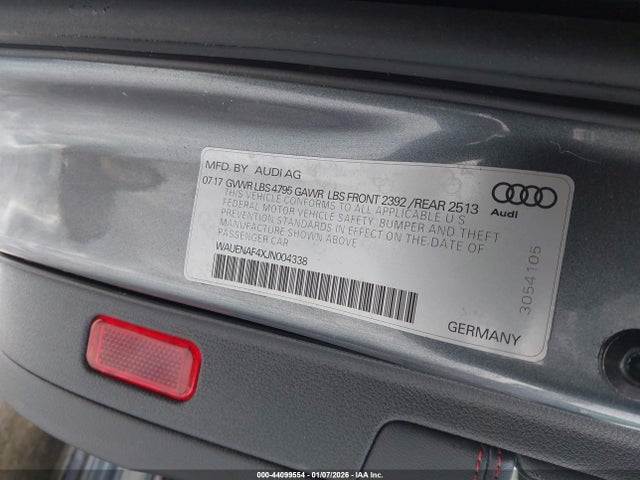 MFD. BY AUDI AG
07-17 GVWR LBS 4795 GAWR LBS FRONT 2392 /REAR 2513
THIS VEHICLE CONFORMS TO ALL APPLICABLE U.S.
FEDERAL MOTOR VEHICLE SAFETY, BUMPER AND THEFT
PREVENTION STANDARDS IN EFFECT ON THE DATE OF
MANUFACTURE SHOWN ABOVE.
PASSENGER CAR
WAUENAF4XJN004338
Audi
3054105
GERMANY
000-44099554 | 01/07/2026 | IAA Inc.